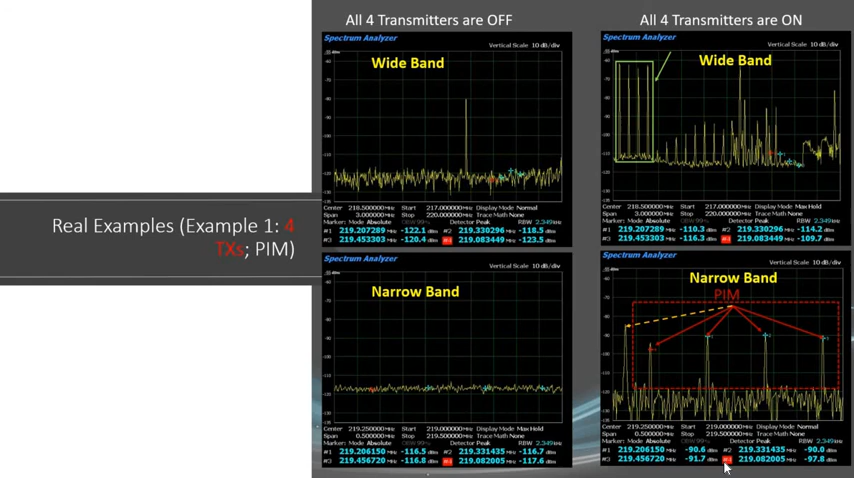 Real Examples (Example 1: 4
TXs; PIM)
All 4 Transmitters are OFF
Spectrum Analyzer
Vertical Scale 10 dB/div
Wide Band
Center 218.500000 MHz Start 217.000000 MHz Display Mode Normal
Span 3.000000 MHz Stop 220.000000 MHz Trace Math None
Marker: Mode Absolute OBW 99% Detector Peak RBW 2.349kHz
#1 219.207289 MHz -122.1 dBm #2 219.330296 MHz -118.5 dBm
#3 219.453303 MHz -120.4 dBm 219.083449 MHz -123.5 dBm
All 4 Transmitters are ON
Spectrum Analyzer
Vertical Scale 10 dB/div
Wide Band
Center 218.500000 MHz Start 217.000000 MHz Display Mode Max Hold
Span 3.000000 MHz Stop 220.000000 MHz Trace Math None
Marker: Mode Absolute OBW 99% Detector Peak RBW 2.349kHz
#1 219.207289 MHz -110.3 dBm #2 219.330296 MHz -114.2 dBm
#3 219.453303 MHz -116.3 dBm 219.083449 MHz -109.7 dBm
Spectrum Analyzer
Vertical Scale 10 dB/div
Narrow Band
Center 219.250000 MHz Start 219.000000 MHz Display Mode Max Hold
Span 0.500000 MHz Stop 219.500000 MHz Trace Math None
Marker: Mode Absolute OBW 99% Detector Peak RBW 2.349kHz
#1 219.206150 MHz -116.5 dBm #2 219.331435 MHz -116.7 dBm
#3 219.456720 MHz -116.8 dBm 219.082005 MHz -117.6 dBm
Spectrum Analyzer
Vertical Scale 10 dB/div
Narrow Band
PIM
Center 219.250000 MHz Start 219.000000 MHz Display Mode Max Hold
Span 0.500000 MHz Stop 219.500000 MHz Trace Math None
Marker: Mode Absolute OBW 99% Detector Peak RBW 2.349kHz
#1 219.206150 MHz -90.6 dBm #2 219.331435 MHz -90.0 dBm
#3 219.456720 MHz -91.7 dBm 219.082005 MHz -97.8 dBm